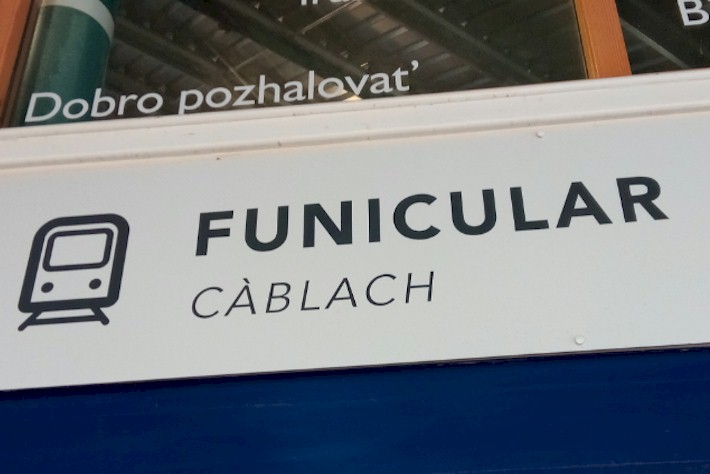 Dobro pozhalovat’
FUNICULAR
CÀBLACH